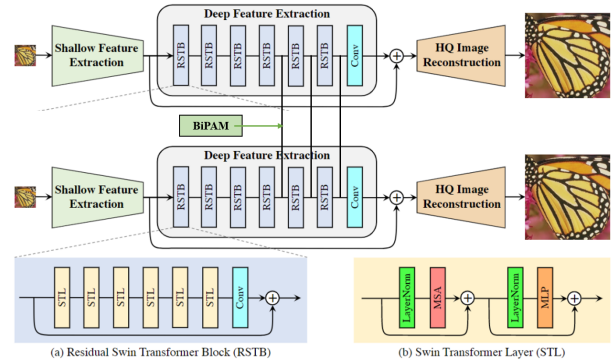 Deep Feature Extraction
Shallow Feature
Extraction
RSTB
RSTB
RSTB
RSTB
RSTB
RSTB
Conv
HQ Image
Reconstruction
BiPAM
Deep Feature Extraction
Shallow Feature
Extraction
RSTB
RSTB
RSTB
RSTB
RSTB
RSTB
Conv
HQ Image
Reconstruction
STL
STL
STL
STL
STL
STL
Conv
LayerNorm
MSA
LayerNorm
MLP
(a) Residual Swin Transformer Block (RSTB)
(b) Swin Transformer Layer (STL)